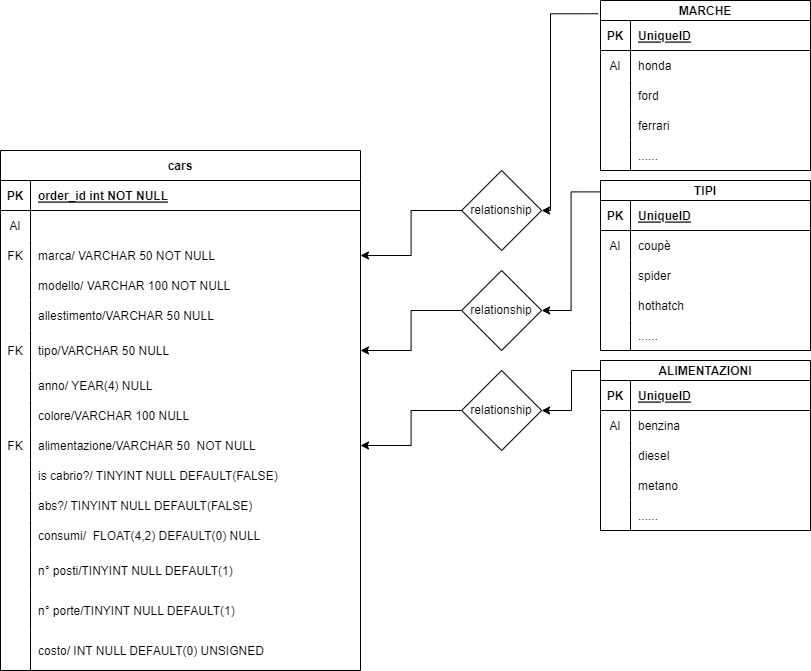 MARCHE
PK UniqueID
AI honda
ford
ferrari
......
TIPI
PK UniqueID
AI coupè
spider
hothatch
......
ALIMENTAZIONI
PK UniqueID
AI benzina
diesel
metano
......
relationship
relationship
relationship
cars
PK order_id int NOT NULL
AI
FK marca/ VARCHAR 50 NOT NULL
modello/ VARCHAR 100 NOT NULL
allestimento/VARCHAR 50 NULL
FK tipo/VARCHAR 50 NULL
anno/ YEAR(4) NULL
colore/VARCHAR 100 NULL
FK alimentazione/VARCHAR 50 NOT NULL
is cabrio?/ TINYINT NULL DEFAULT(FALSE)
abs?/ TINYINT NULL DEFAULT(FALSE)
consumi/ FLOAT(4,2) DEFAULT(0) NULL
n° posti/TINYINT NULL DEFAULT(1)
n° porte/TINYINT NULL DEFAULT(1)
costo/ INT NULL DEFAULT(0) UNSIGNED